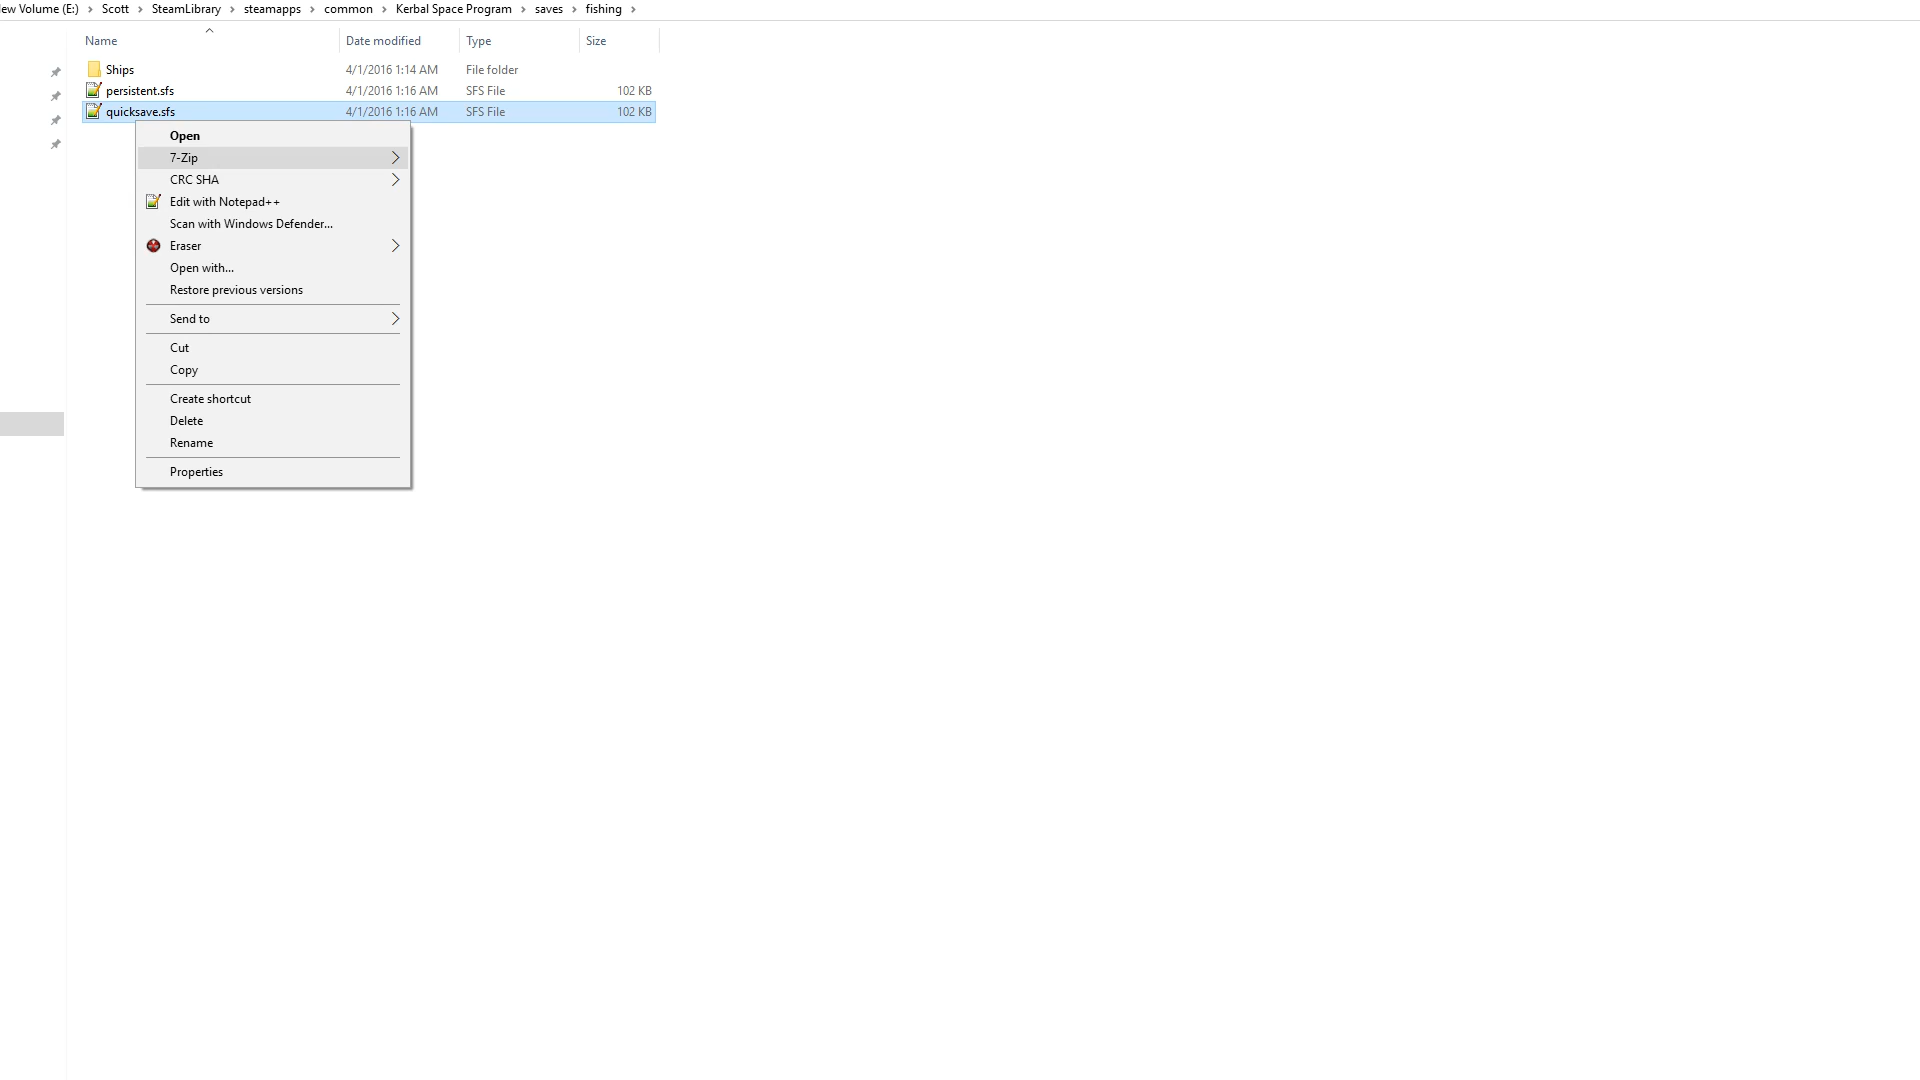 ew Volume (E:) > Scott > SteamLibrary > steamapps > common > Kerbal Space Program > saves > fishing >
Name Date modified Type Size
Ships 4/1/2016 1:14 AM File folder
persistent.sfs 4/1/2016 1:16 AM SFS File 102 KB
quicksave.sfs 4/1/2016 1:16 AM SFS File 102 KB
Open
7-Zip
CRC SHA
Edit with Notepad++
Scan with Windows Defender...
Eraser
Open with...
Restore previous versions
Send to
Cut
Copy
Create shortcut
Delete
Rename
Properties